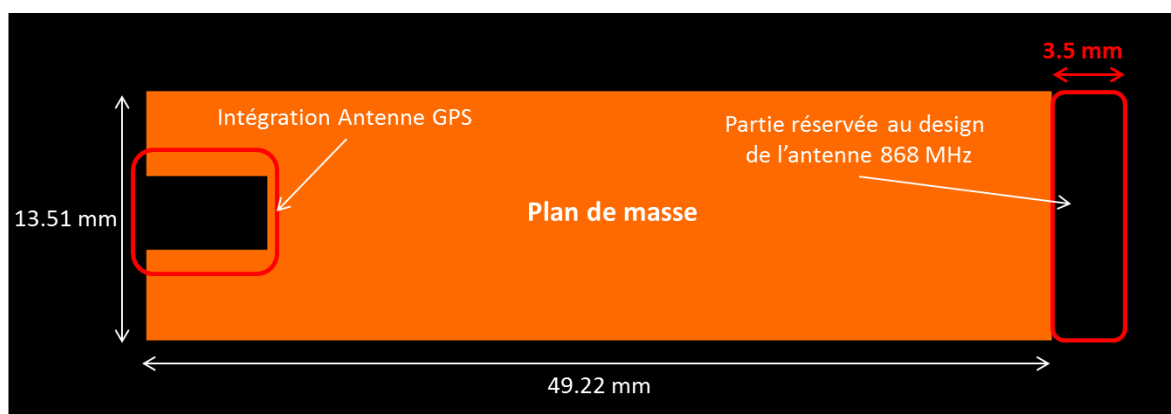 3.5 mm
Intégration Antenne GPS
Partie réservée au design
de l’antenne 868 MHz
13.51 mm
Plan de masse
49.22 mm